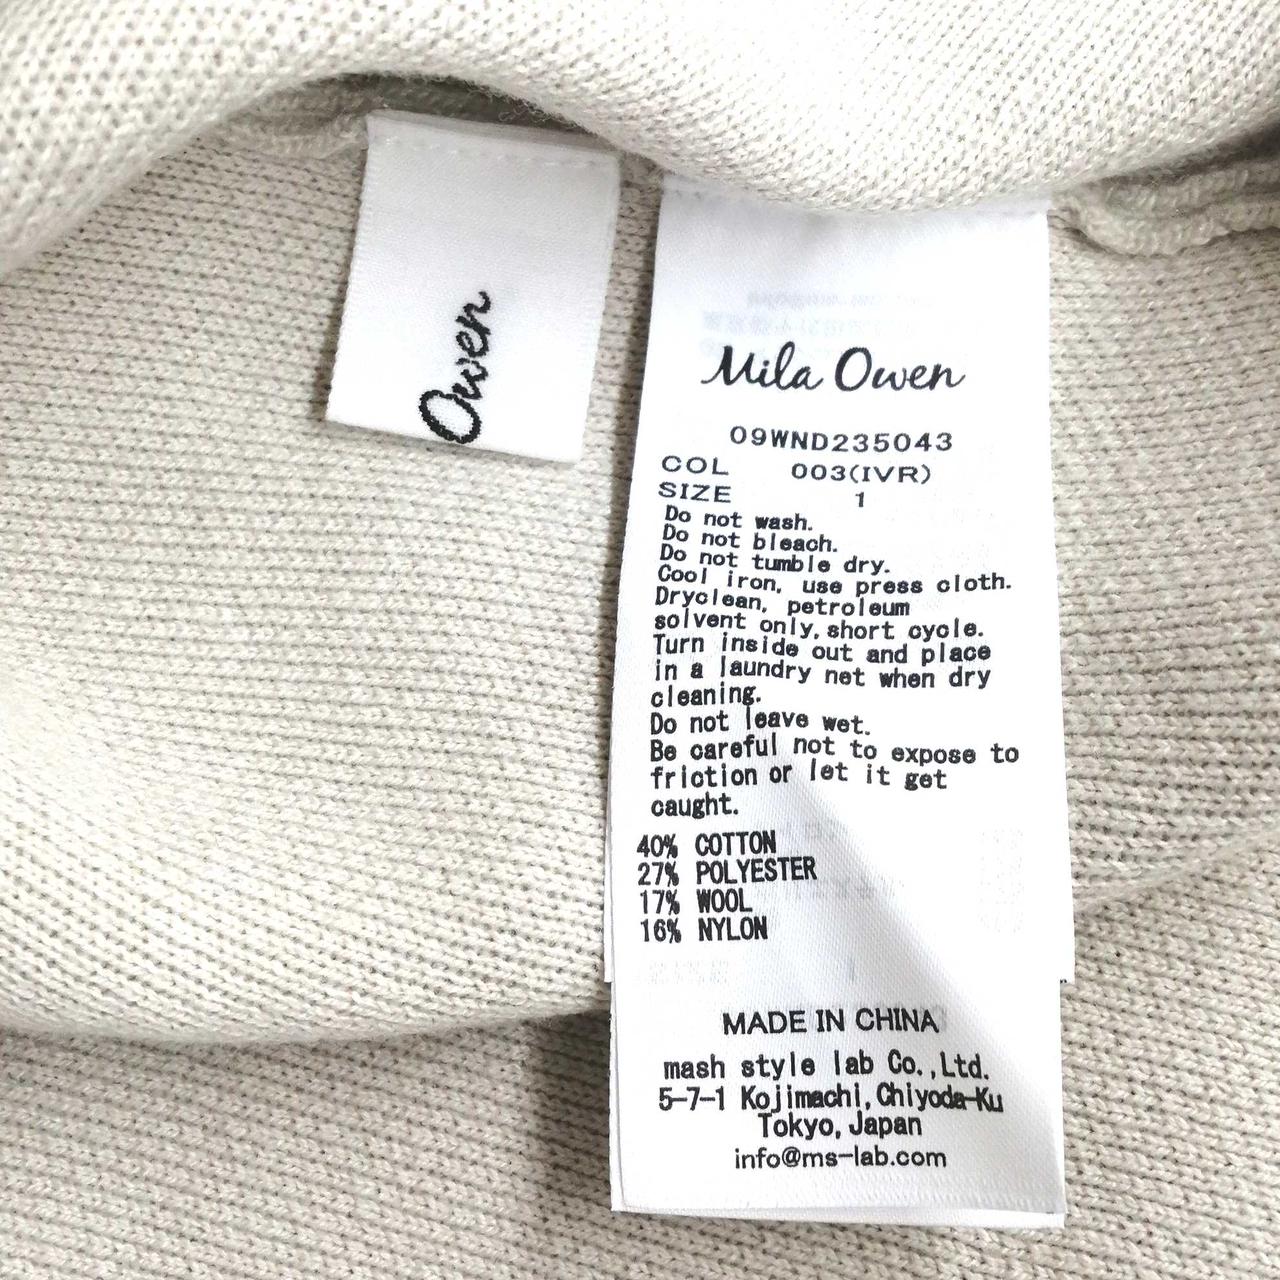 Owen
Mila Owen
09WND235043
COL 003(IVR)
SIZE 1
Do not wash.
Do not bleach.
Do not tumble dry.
Cool iron, use press cloth.
Dryclean, petroleum
solvent only, short cycle.
Turn inside out and place
in a laundry net when dry
cleaning.
Do not leave wet.
Be careful not to expose to
friction or let it get
caught.
40% COTTON
27% POLYESTER
17% WOOL
16% NYLON
MADE IN CHINA
mash style lab Co.,Ltd.
5-7-1 Kojimachi, Chiyoda-Ku
Tokyo, Japan
info@ms-lab.com